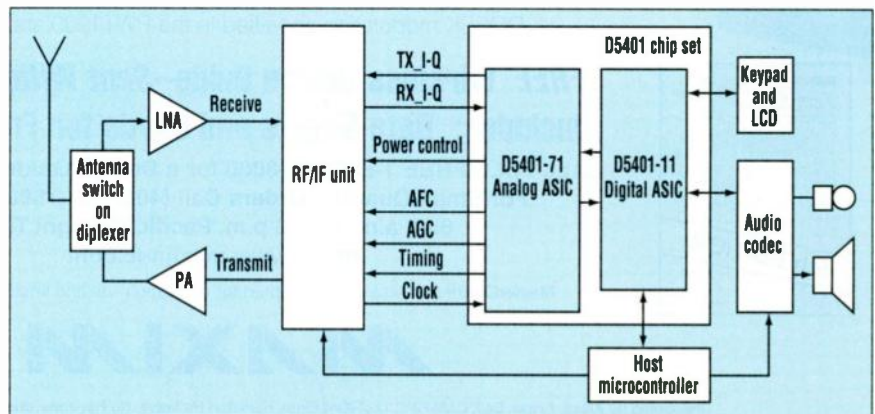 D5401 chip set
TX_I-Q
RX_I-Q
Power control
AFC
AGC
Timing
Clock
LNA
Receive
Antenna
switch
on
diplexer
PA
Transmit
RF/IF unit
D5401-71
Analog ASIC
D5401-11
Digital ASIC
Keypad
and
LCD
Audio
codec
Host
microcontroller
MAXIM